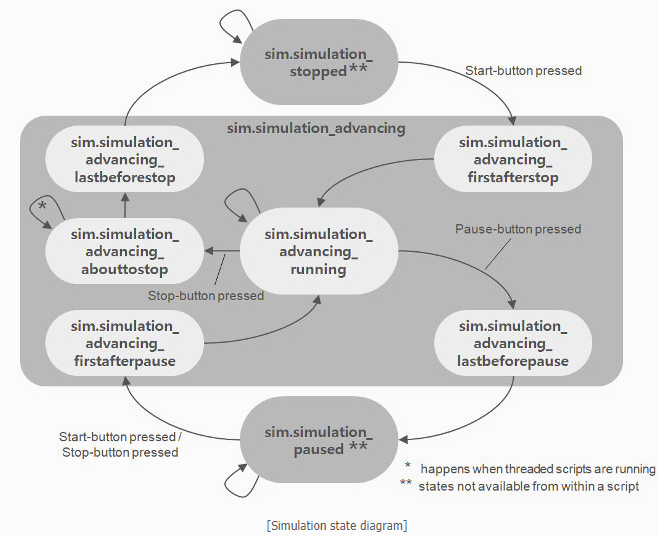 sim.simulation_
stopped **
Start-button pressed
sim.simulation_advancing
sim.simulation_
advancing_
lastbeforestop
sim.simulation_
advancing_
firstafterstop
*
sim.simulation_
advancing_
abouttostop
sim.simulation_
advancing_
running
Pause-button pressed
Stop-button pressed
sim.simulation_
advancing_
firstafterpause
sim.simulation_
advancing_
lastbeforepause
Start-button pressed /
Stop-button pressed
sim.simulation_
paused **
* happens when threaded scripts are running
** states not available from within a script
[Simulation state diagram]